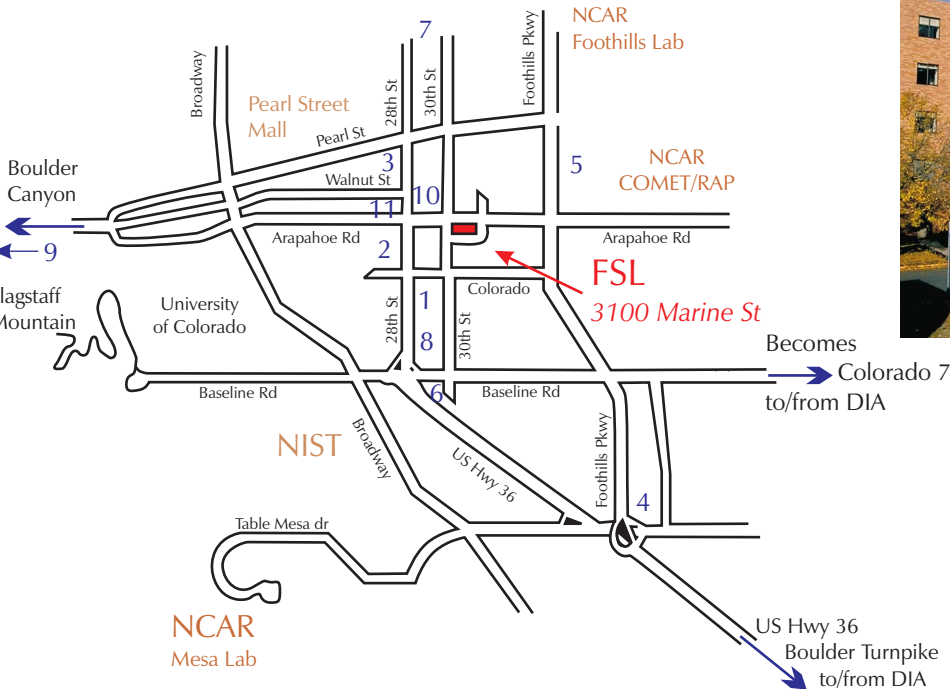 7
NCAR
Foothills Lab
Foothills Pkwy
Broadway
28th St
30th St
Pearl Street
Mall
Pearl St
Boulder
Canyon
3
5
NCAR
COMET/RAP
Walnut St
10
11
Arapahoe Rd
Arapahoe Rd
9
2
FSL
3100 Marine St
Colorado
lagstaff
Mountain
University
of Colorado
1
28th St
8
30th St
Becomes
Colorado 7
to/from DIA
Baseline Rd
6
Baseline Rd
NIST
Broadway
US Hwy 36
Foothills Pkwy
4
Table Mesa dr
NCAR
Mesa Lab
US Hwy 36
Boulder Turnpike
to/from DIA